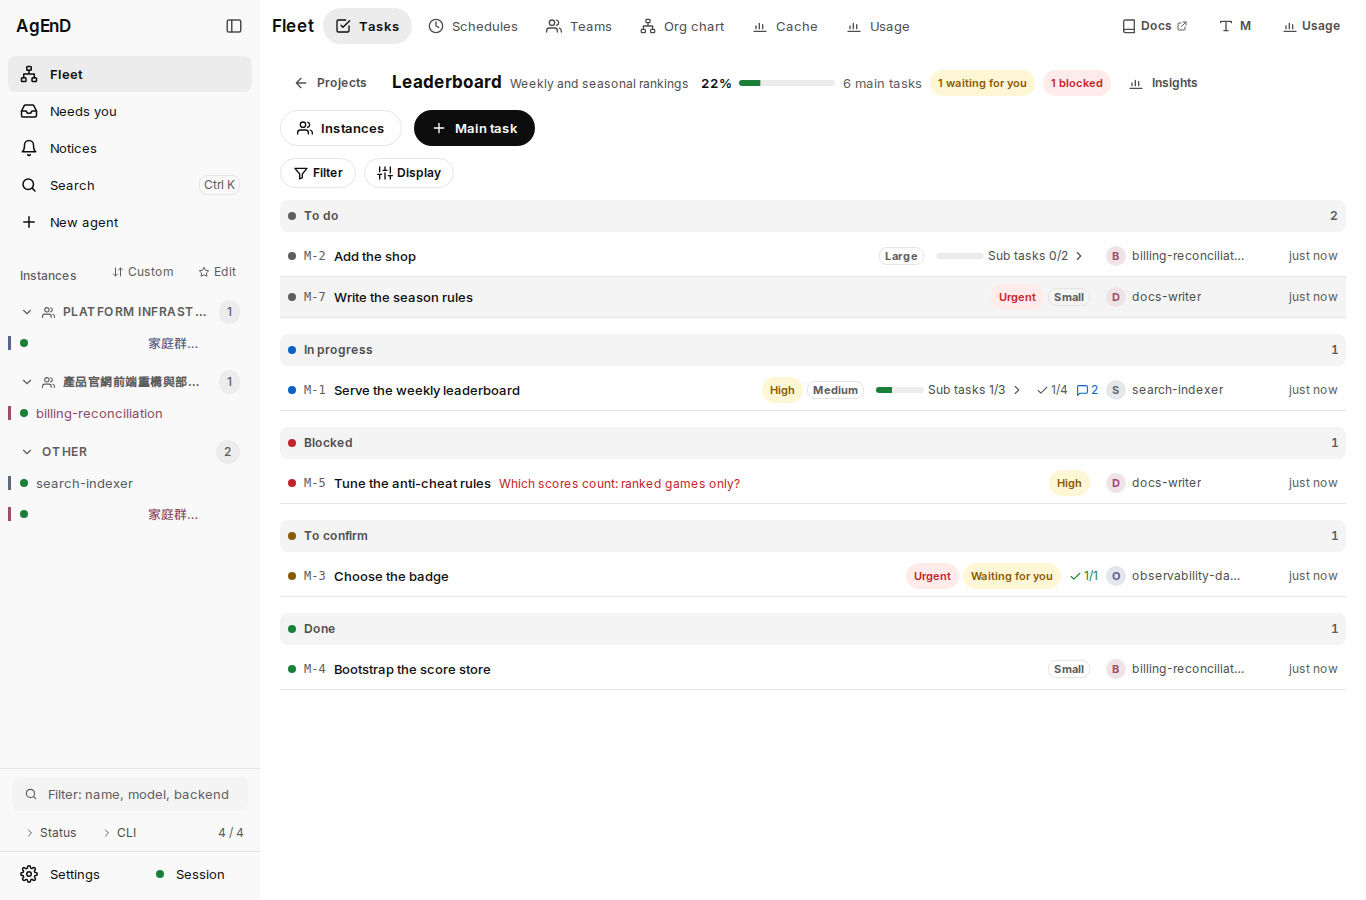 AgEnD
Fleet
Needs you
Notices
Search Ctrl K
New agent
Instances Custom Edit
PLATFORM INFRAST… 1
家庭群…
產品官網前端重構與部… 1
billing-reconciliation
OTHER 2
search-indexer
家庭群…
Filter: name, model, backend
Status CLI 4 / 4
Settings Session
Fleet Tasks Schedules Teams Org chart Cache Usage Docs M Usage
Projects Leaderboard Weekly and seasonal rankings 22% 6 main tasks 1 waiting for you 1 blocked Insights
Instances Main task
Filter Display
To do 2
M-2 Add the shop Large Sub tasks 0/2 B billing-reconciliat… just now
M-7 Write the season rules Urgent Small D docs-writer just now
In progress 1
M-1 Serve the weekly leaderboard High Medium Sub tasks 1/3 1/4 2 S search-indexer just now
Blocked 1
M-5 Tune the anti-cheat rules Which scores count: ranked games only? High D docs-writer just now
To confirm 1
M-3 Choose the badge Urgent Waiting for you 1/1 O observability-da… just now
Done 1
M-4 Bootstrap the score store Small B billing-reconciliat… just now